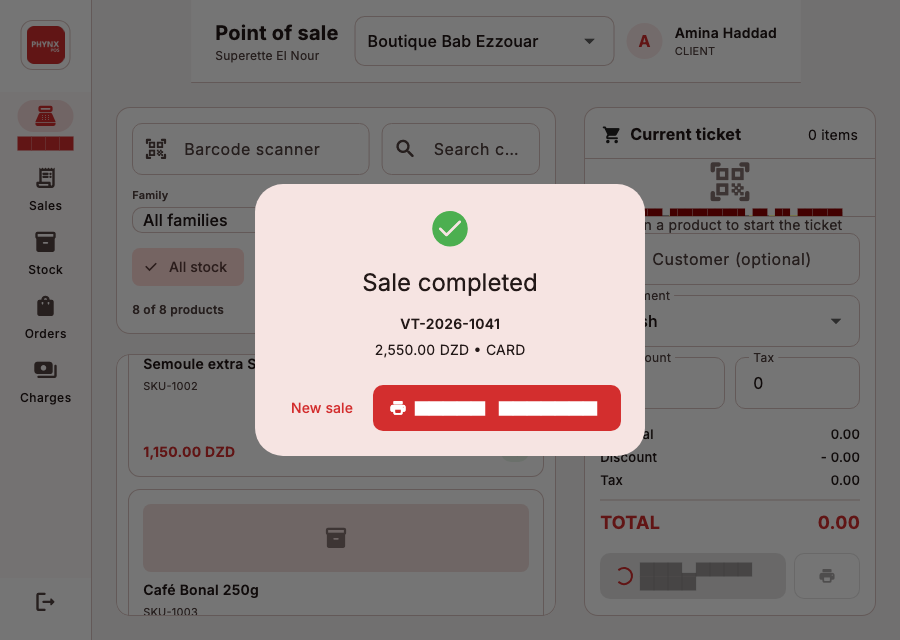 PHYNX
POS
Point of sale
Superette El Nour
Boutique Bab Ezzouar
A
Amina Haddad
CLIENT
Sales
Stock
Orders
Charges
Barcode scanner
Search c...
Family
All families
All stock
8 of 8 products
Semoule extra S
SKU-1002
1,150.00 DZD
Café Bonal 250g
SKU-1003
Current ticket
0 items
a product to start the ticket
Customer (optional)
Tax
0
0.00
Discount
- 0.00
Tax
0.00
TOTAL
0.00
Sale completed
VT-2026-1041
2,550.00 DZD • CARD
New sale